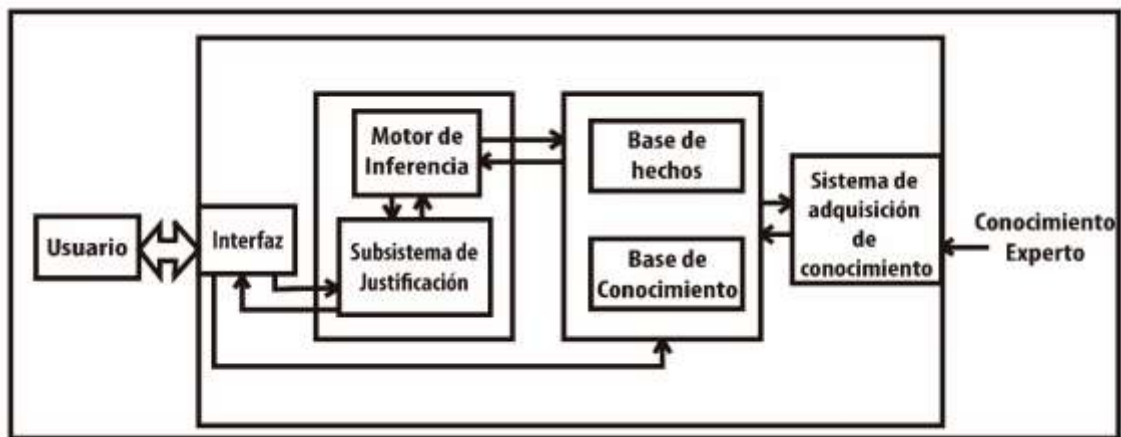 Usuario
Interfaz
Motor de
Inferencia
Subsistema de
Justificación
Base de
hechos
Base de
Conocimiento
Sistema de
adquisición
de
conocimiento
Conocimiento
Experto